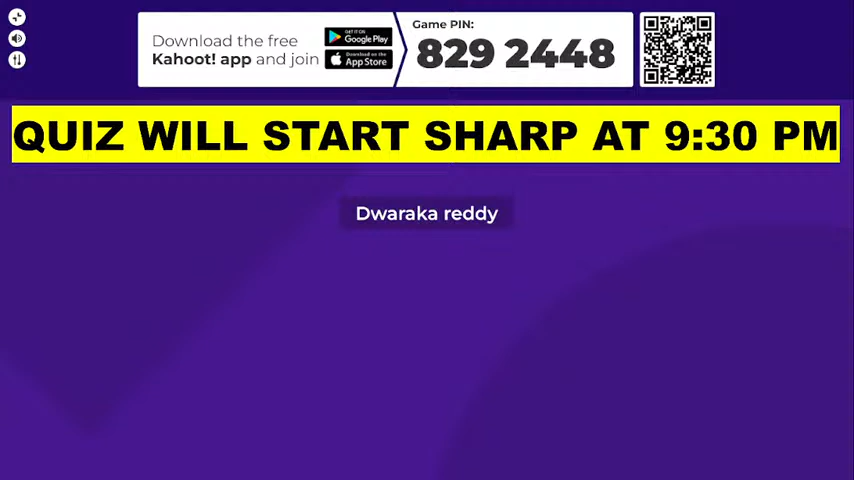 Download the free
Kahoot! app and join
GET IT ON
Google Play
Download on the
App Store
Game PIN:
829 2448
QUIZ WILL START SHARP AT 9:30 PM
Dwaraka reddy